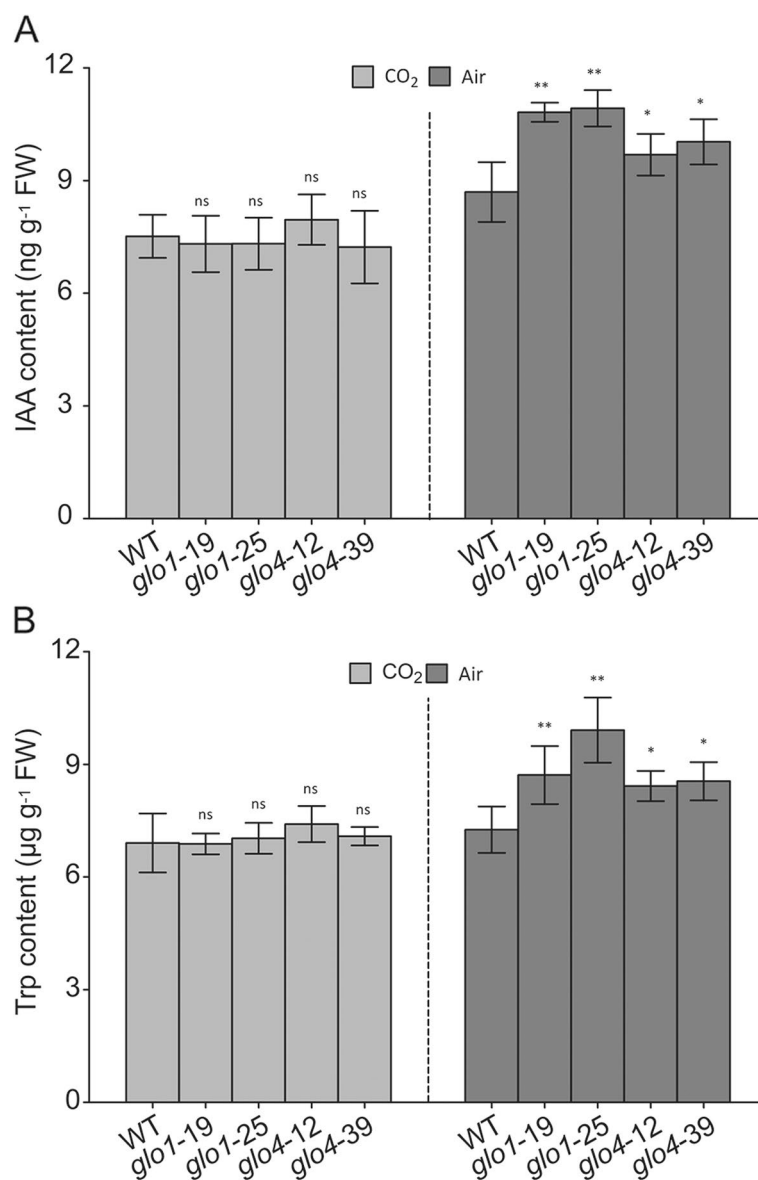 A
12
CO2 Air
** ** * *
ns ns ns ns
9
6
3
0
IAA content (ng g-1 FW)
WT glo1-19 glo1-25 glo4-12 glo4-39 WT glo1-19 glo1-25 glo4-12 glo4-39
B
12
CO2 Air
** ** * *
9
ns ns ns ns
6
3
0
Trp content (µg g-1 FW)
WT glo1-19 glo1-25 glo4-12 glo4-39 WT glo1-19 glo1-25 glo4-12 glo4-39